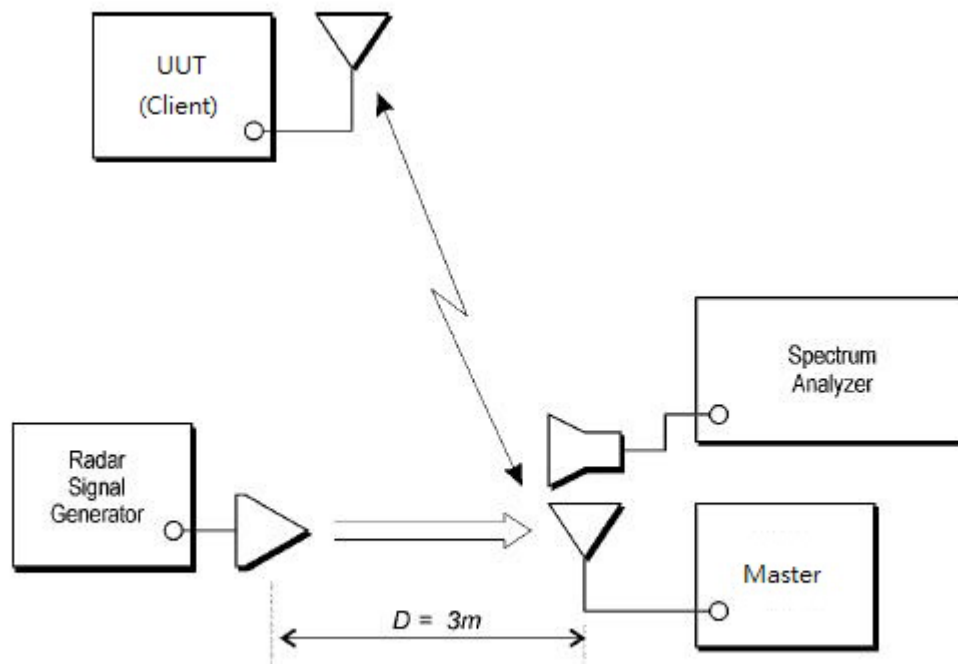 UUT
(Client)
Spectrum
Analyzer
Radar
Signal
Generator
Master
D = 3m